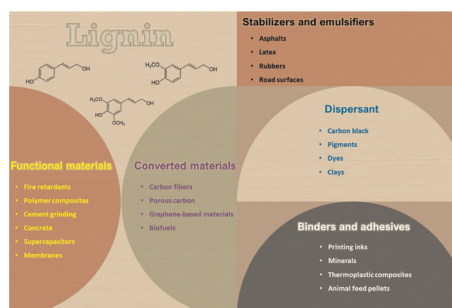 Lignin
OH
HO
H₃CO
OH
HO
H₃CO
OH
HO
OCH₃
Stabilizers and emulsifiers
• Asphalts
• Latex
• Rubbers
• Road surfaces
Dispersant
• Carbon black
• Pigments
• Dyes
• Clays
Functional materials
• Fire retardants
• Polymer composites
• Cement grinding
• Concrete
• Supercapacitors
• Membranes
Converted materials
• Carbon fibers
• Porous carbon
• Graphene-based materials
• Biofuels
Binders and adhesives
• Printing inks
• Minerals
• Thermoplastic composites
• Animal feed pellets